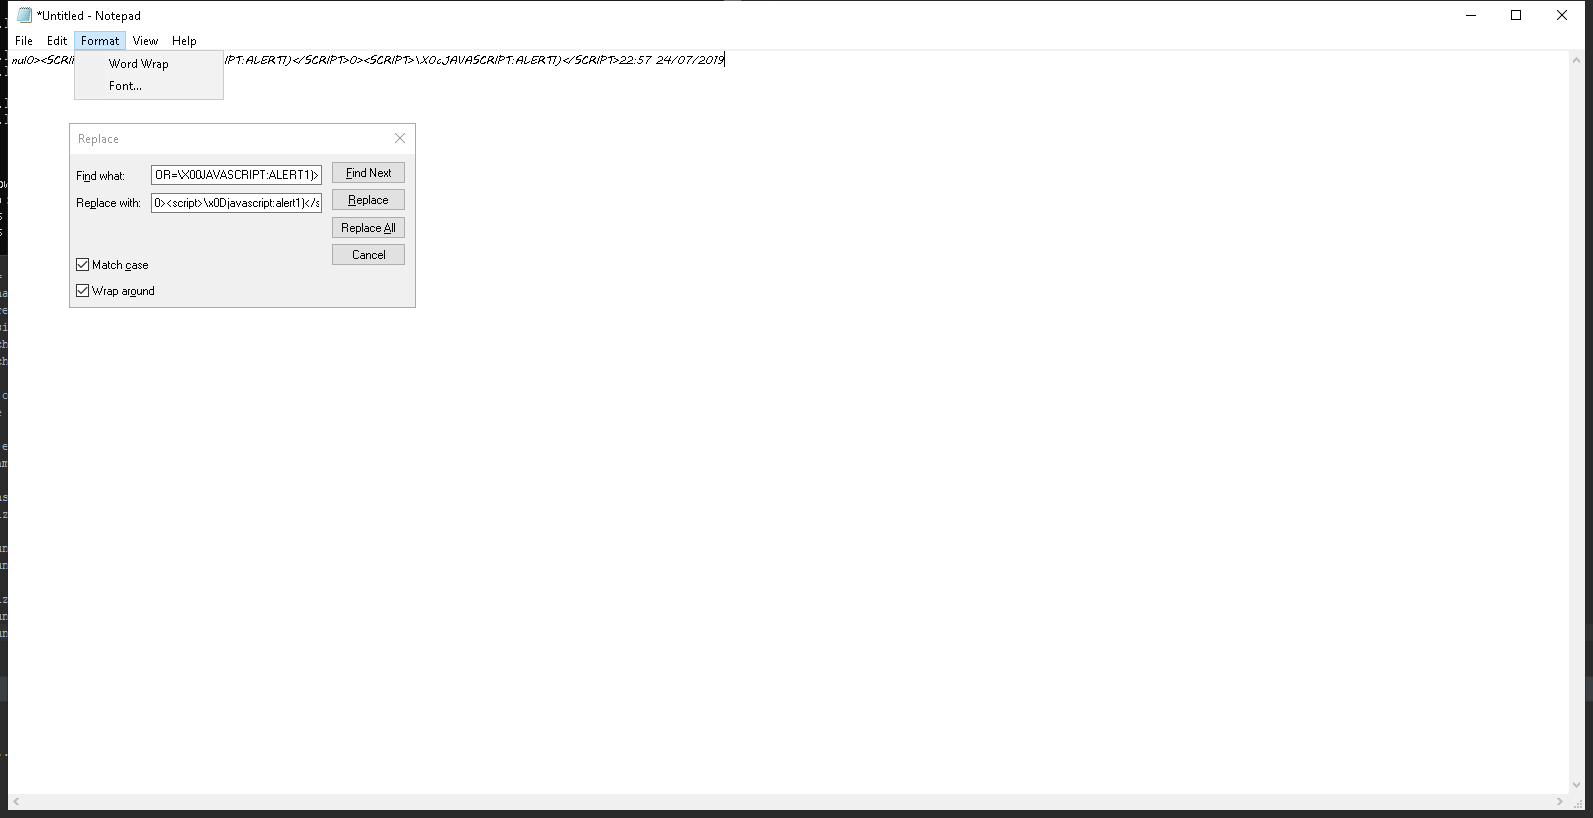 *Untitled - Notepad
File Edit Format View Help
nul0><SCRI IPT:ALERT1)</SCRIPT>0><SCRIPT>\X0cJAVASCRIPT:ALERT1)</SCRIPT>22:57 24/07/2019
Word Wrap
Font...
Replace
Find what: OR=\X00JAVASCRIPT:ALERT1)> Find Next
Replace with: 0><script>\x0Djavascript:alert1)</s Replace
Replace All
Cancel
Match case
Wrap around